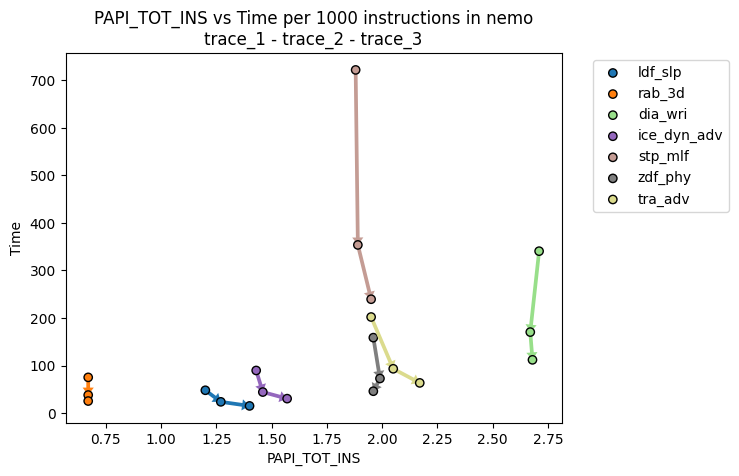 PAPI_TOT_INS vs Time per 1000 instructions in nemo
trace_1 - trace_2 - trace_3
700
600
500
400
300
200
100
0
Time
0.75 1.00 1.25 1.50 1.75 2.00 2.25 2.50 2.75
PAPI_TOT_INS
ldf_slp
rab_3d
dia_wri
ice_dyn_adv
stp_mlf
zdf_phy
tra_adv